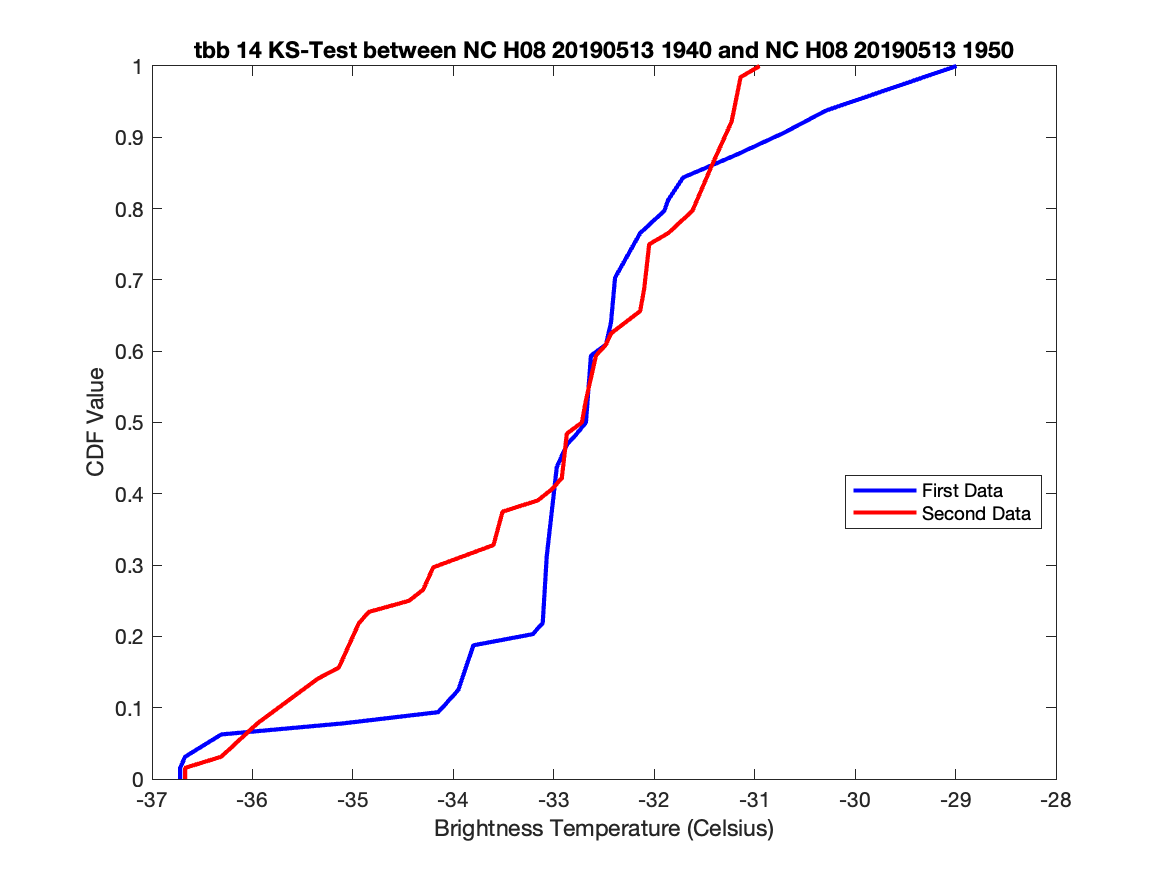 tbb 14 KS-Test between NC H08 20190513 1940 and NC H08 20190513 1950
1
0.9
0.8
0.7
0.6
0.5
0.4
0.3
0.2
0.1
0
CDF Value
First Data
Second Data
-37 -36 -35 -34 -33 -32 -31 -30 -29 -28
Brightness Temperature (Celsius)